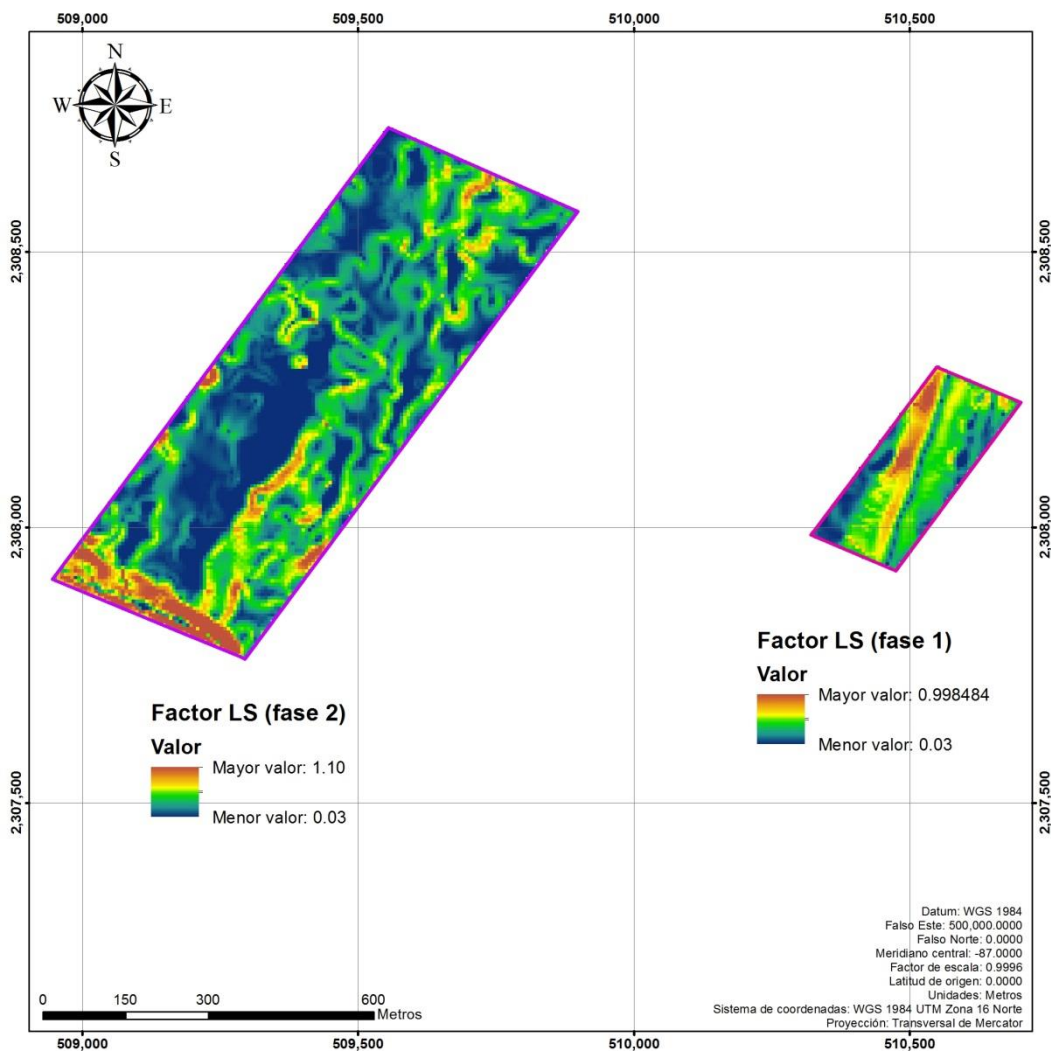 509,000
509,500
510,000
510,500
N
W
E
S
2,308,500
2,308,500
2,308,000
2,308,000
Factor LS (fase 1)
Valor
Mayor valor: 0.998484
Menor valor: 0.03
Factor LS (fase 2)
Valor
Mayor valor: 1.10
Menor valor: 0.03
2,307,500
2,307,500
Datum: WGS 1984
Falso Este: 500,000.0000
Falso Norte: 0.0000
Meridiano central: -87.0000
Factor de escala: 0.9996
Latitud de origen: 0.0000
Unidades: Metros
Sistema de coordenadas: WGS 1984 UTM Zona 16 Norte
Proyección: Transversal de Mercator
0 150 300 600
Metros
509,000
509,500
510,000
510,500